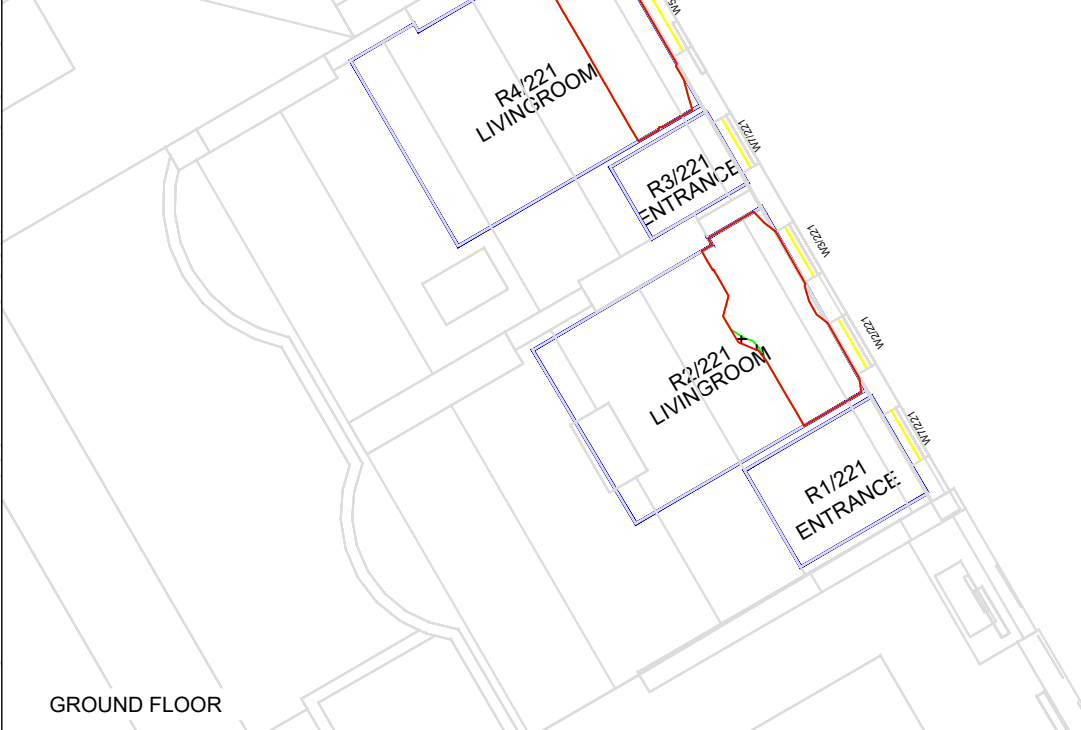 R4/221
LIVINGROOM
W7/221
R3/221
ENTRANCE
W3/221
W2/221
R2/221
LIVINGROOM
W7/221
R1/221
ENTRANCE
GROUND FLOOR